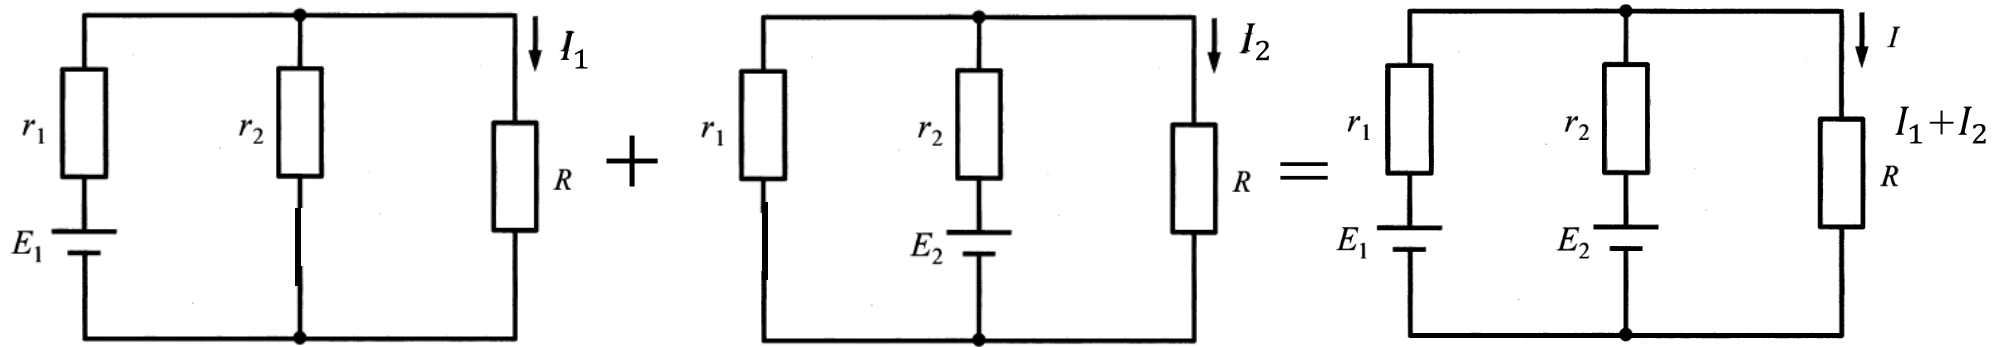 I₁
r₁
r₂
R
E₁
+
I₂
r₁
r₂
R
E₂
=
I
I₁+I₂
r₁
r₂
R
E₁
E₂